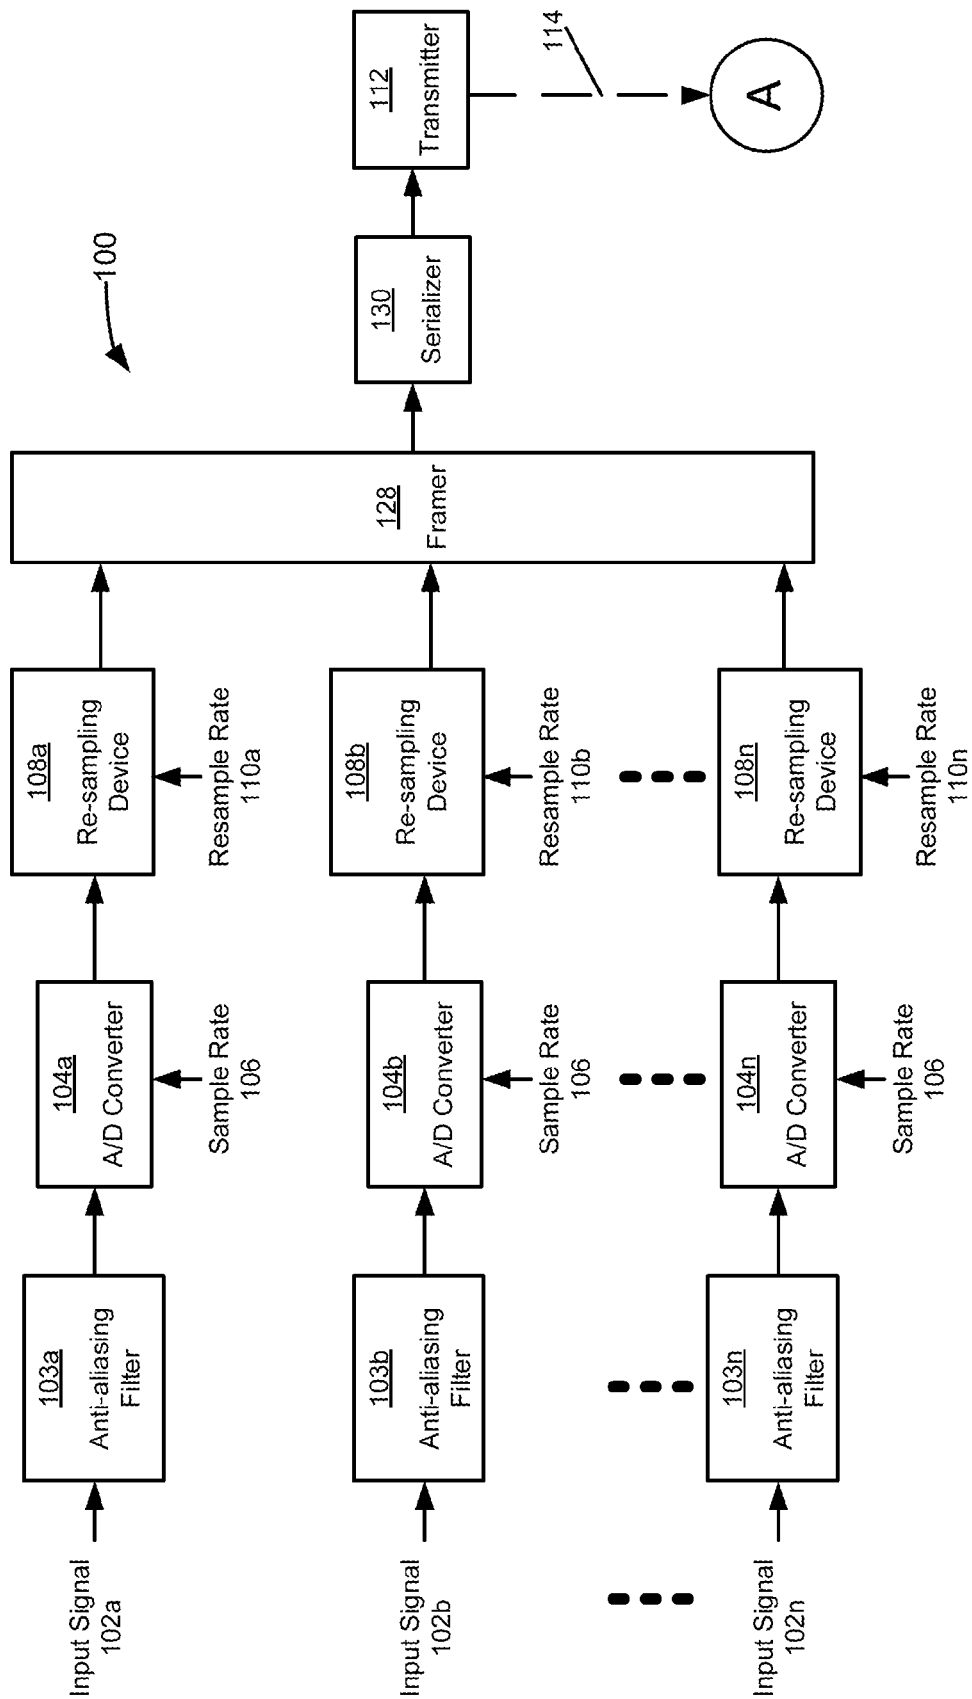 100
Input Signal
102a
103a
Anti-aliasing
Filter
104a
A/D Converter
Sample Rate
106
108a
Re-sampling
Device
Resample Rate
110a
Input Signal
102b
103b
Anti-aliasing
Filter
104b
A/D Converter
Sample Rate
106
108b
Re-sampling
Device
Resample Rate
110b
Input Signal
102n
103n
Anti-aliasing
Filter
104n
A/D Converter
Sample Rate
106
108n
Re-sampling
Device
Resample Rate
110n
128
Framer
130
Serializer
112
Transmitter
114
A